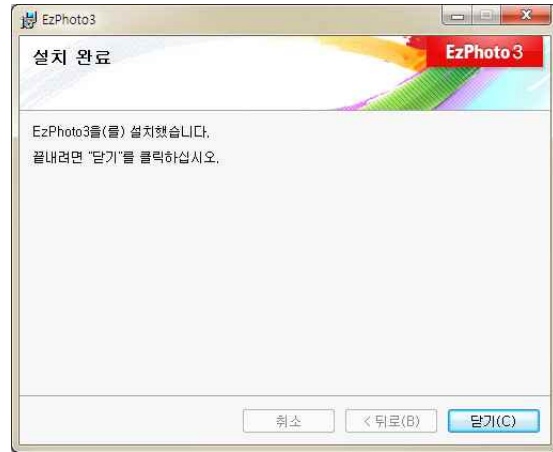 EzPhoto3
설치 완료
EzPhoto3
EzPhoto3을(를) 설치했습니다.
끝내려면 "닫기"를 클릭하십시오.
취소
< 뒤로(B)
닫기(C)